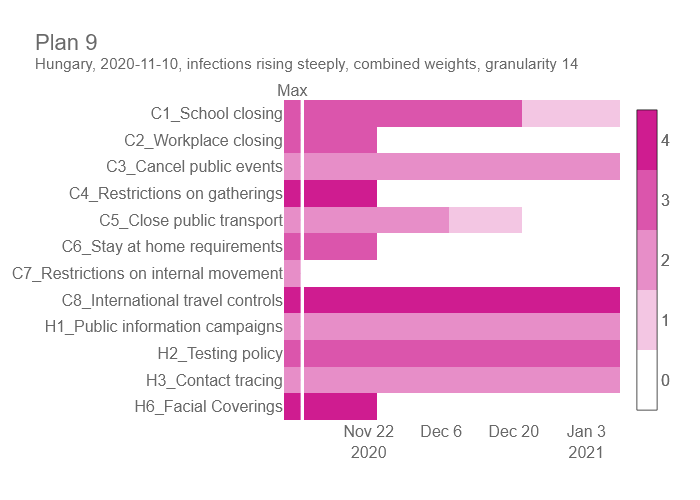 Plan 9
Hungary, 2020-11-10, infections rising steeply, combined weights, granularity 14
Max
C1_School closing
C2_Workplace closing
C3_Cancel public events
C4_Restrictions on gatherings
C5_Close public transport
C6_Stay at home requirements
C7_Restrictions on internal movement
C8_International travel controls
H1_Public information campaigns
H2_Testing policy
H3_Contact tracing
H6_Facial Coverings
4
3
2
1
0
Nov 22 Dec 6 Dec 20 Jan 3
2020 2021